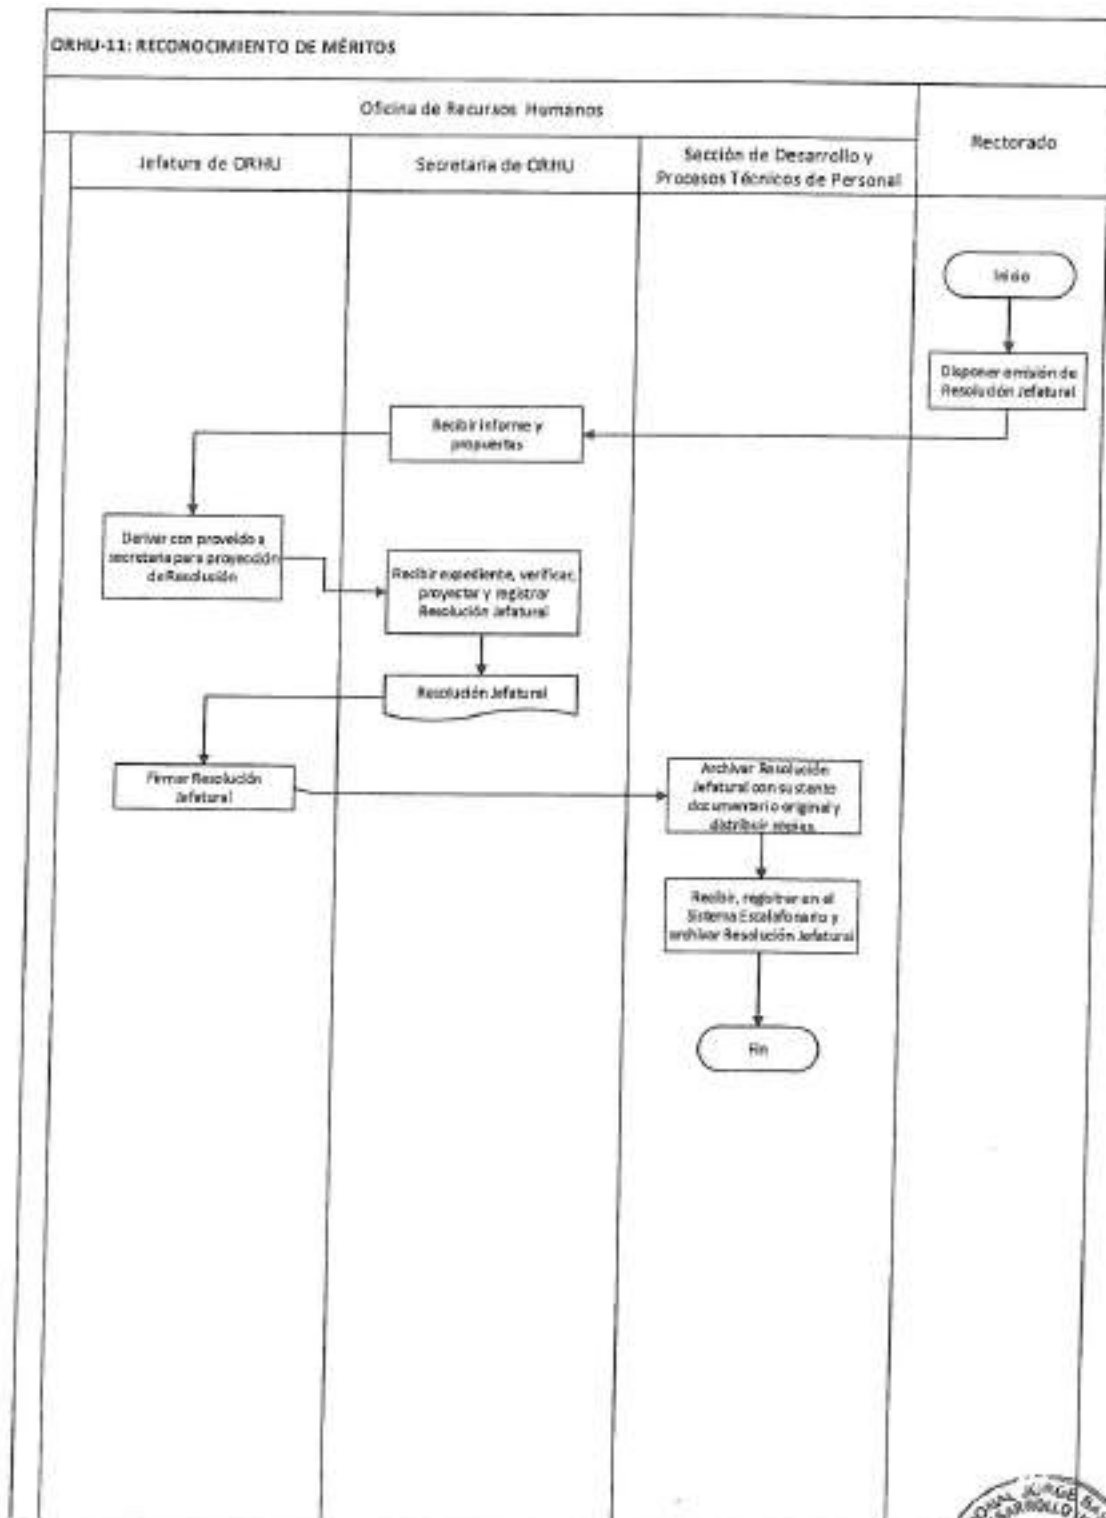 ORHU-11: RECONOCIMIENTO DE MÉRITOS
Oficina de Recursos Humanos
Rectorado
Jefatura de ORHU
Secretaria de ORHU
Sección de Desarrollo y
Procesos Técnicos de Personal
Inicio
Disponer emisión de
Resolución Jefatural
Recibir informe y
propuestas
Derivar con proveído a
secretaria para proyección
de Resolución
Recibir expediente, verificar,
proyectar y registrar
Resolución Jefatural
Resolución Jefatural
Firmar Resolución
Jefatural
Archivar Resolución
Jefatural con sustento
documentario original y
distribuir copias.
Recibir, registrar en el
Sistema Escalafonario y
archivar Resolución Jefatural
Fin
JORGE BA